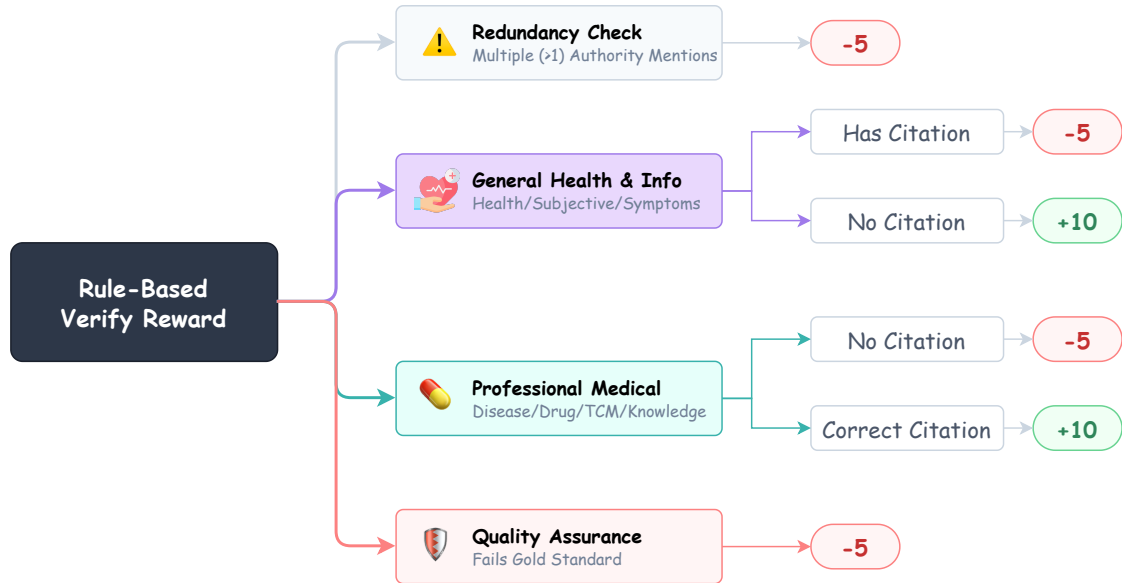 Redundancy Check
Multiple (>1) Authority Mentions
-5
General Health & Info
Health/Subjective/Symptoms
Has Citation
-5
No Citation
+10
Rule-Based
Verify Reward
Professional Medical
Disease/Drug/TCM/Knowledge
No Citation
-5
Correct Citation
+10
Quality Assurance
Fails Gold Standard
-5